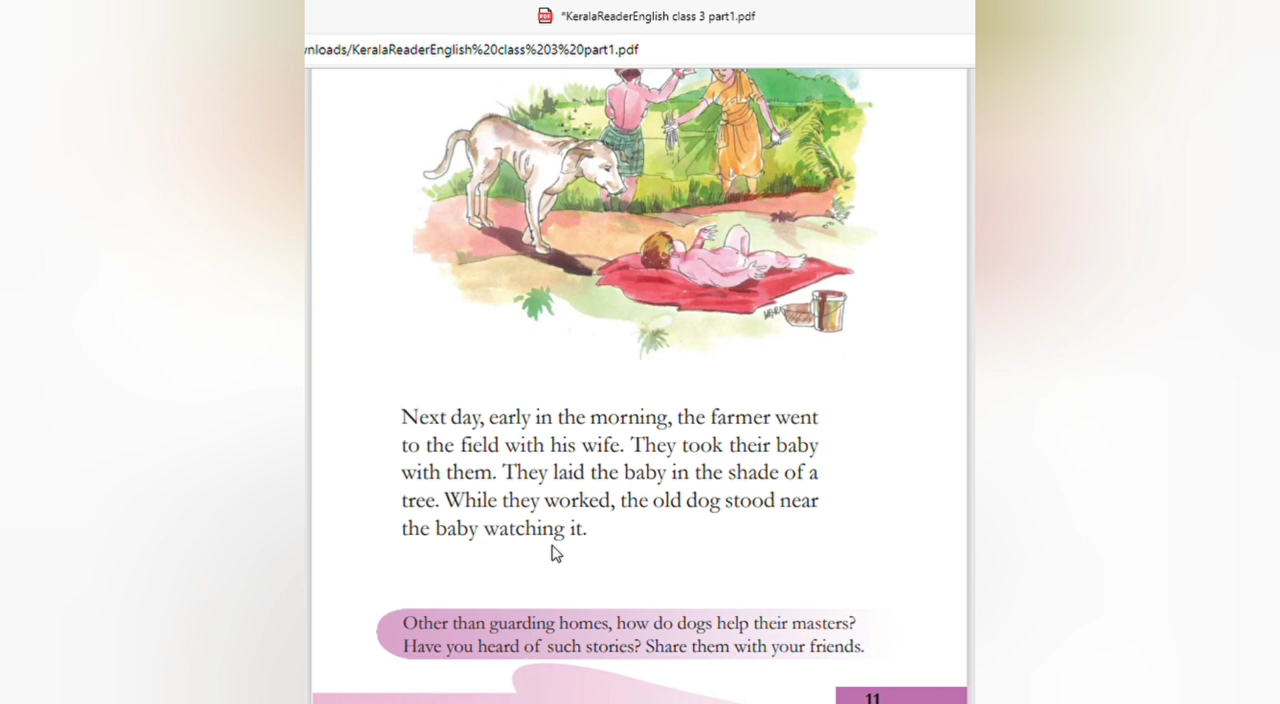 *KeralaReaderEnglish class 3 part1.pdf
nloads/KeralaReaderEnglish%20class%203%20part1.pdf
Next day, early in the morning, the farmer went
to the field with his wife. They took their baby
with them. They laid the baby in the shade of a
tree. While they worked, the old dog stood near
the baby watching it.
Other than guarding homes, how do dogs help their masters?
Have you heard of such stories? Share them with your friends.
11